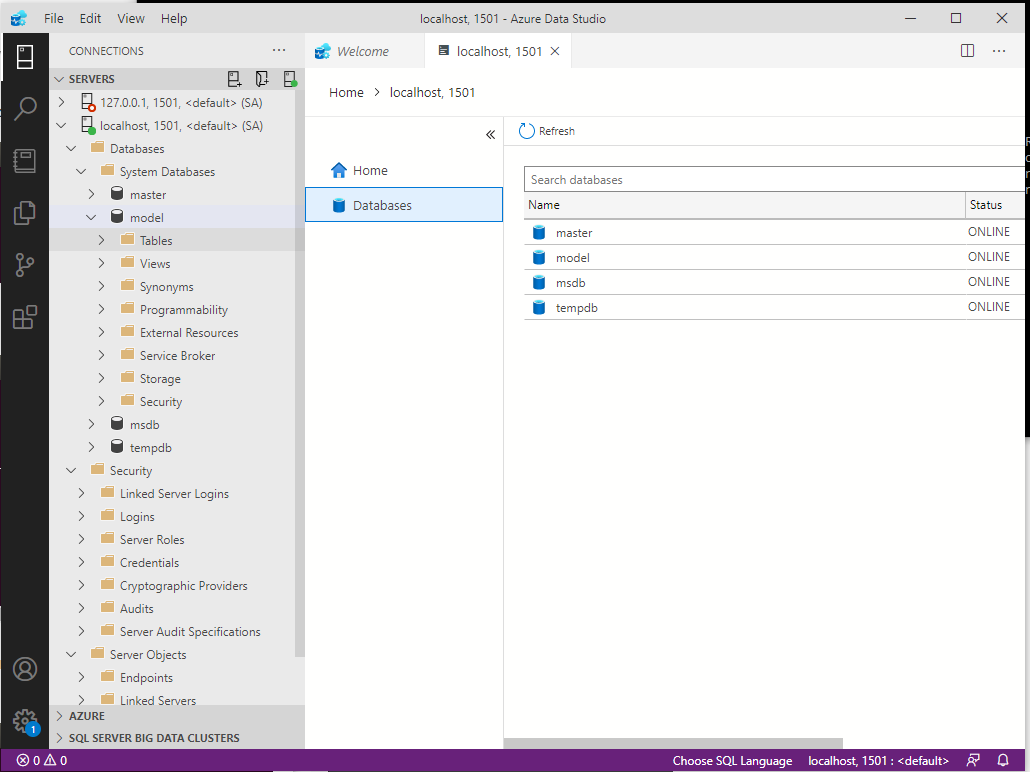 File Edit View Help
localhost, 1501 - Azure Data Studio
CONNECTIONS
SERVERS
127.0.0.1, 1501, <default> (SA)
localhost, 1501, <default> (SA)
Databases
System Databases
master
model
Tables
Views
Synonyms
Programmability
External Resources
Service Broker
Storage
Security
msdb
tempdb
Security
Linked Server Logins
Logins
Server Roles
Credentials
Cryptographic Providers
Audits
Server Audit Specifications
Server Objects
Endpoints
Linked Servers
AZURE
SQL SERVER BIG DATA CLUSTERS
1
Welcome
localhost, 1501
Home > localhost, 1501
Home
Databases
Refresh
Search databases
Name Status
master ONLINE
model ONLINE
msdb ONLINE
tempdb ONLINE
0 0
Choose SQL Language localhost, 1501 : <default>